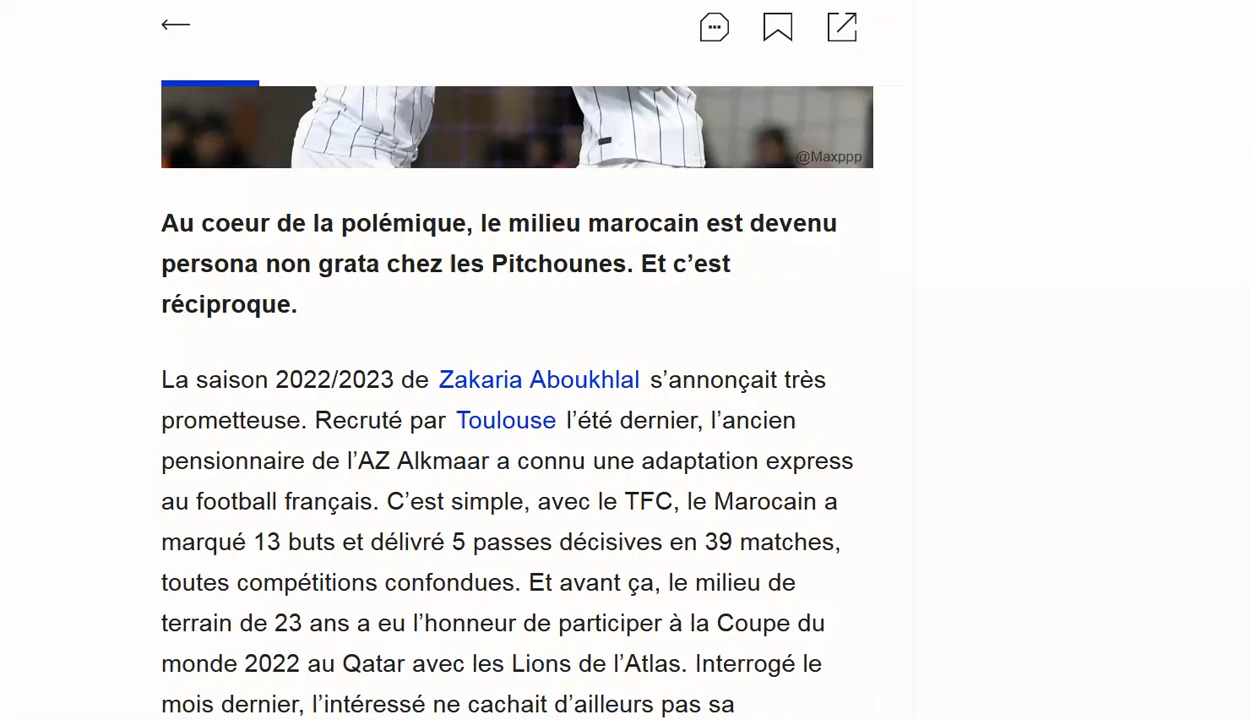 @Maxppp
Au coeur de la polémique, le milieu marocain est devenu
persona non grata chez les Pitchounes. Et c’est
réciproque.
La saison 2022/2023 de Zakaria Aboukhlal s’annonçait très
prometteuse. Recruté par Toulouse l’été dernier, l’ancien
pensionnaire de l’AZ Alkmaar a connu une adaptation express
au football français. C’est simple, avec le TFC, le Marocain a
marqué 13 buts et délivré 5 passes décisives en 39 matches,
toutes compétitions confondues. Et avant ça, le milieu de
terrain de 23 ans a eu l’honneur de participer à la Coupe du
monde 2022 au Qatar avec les Lions de l’Atlas. Interrogé le
mois dernier, l’intéressé ne cachait d’ailleurs pas sa